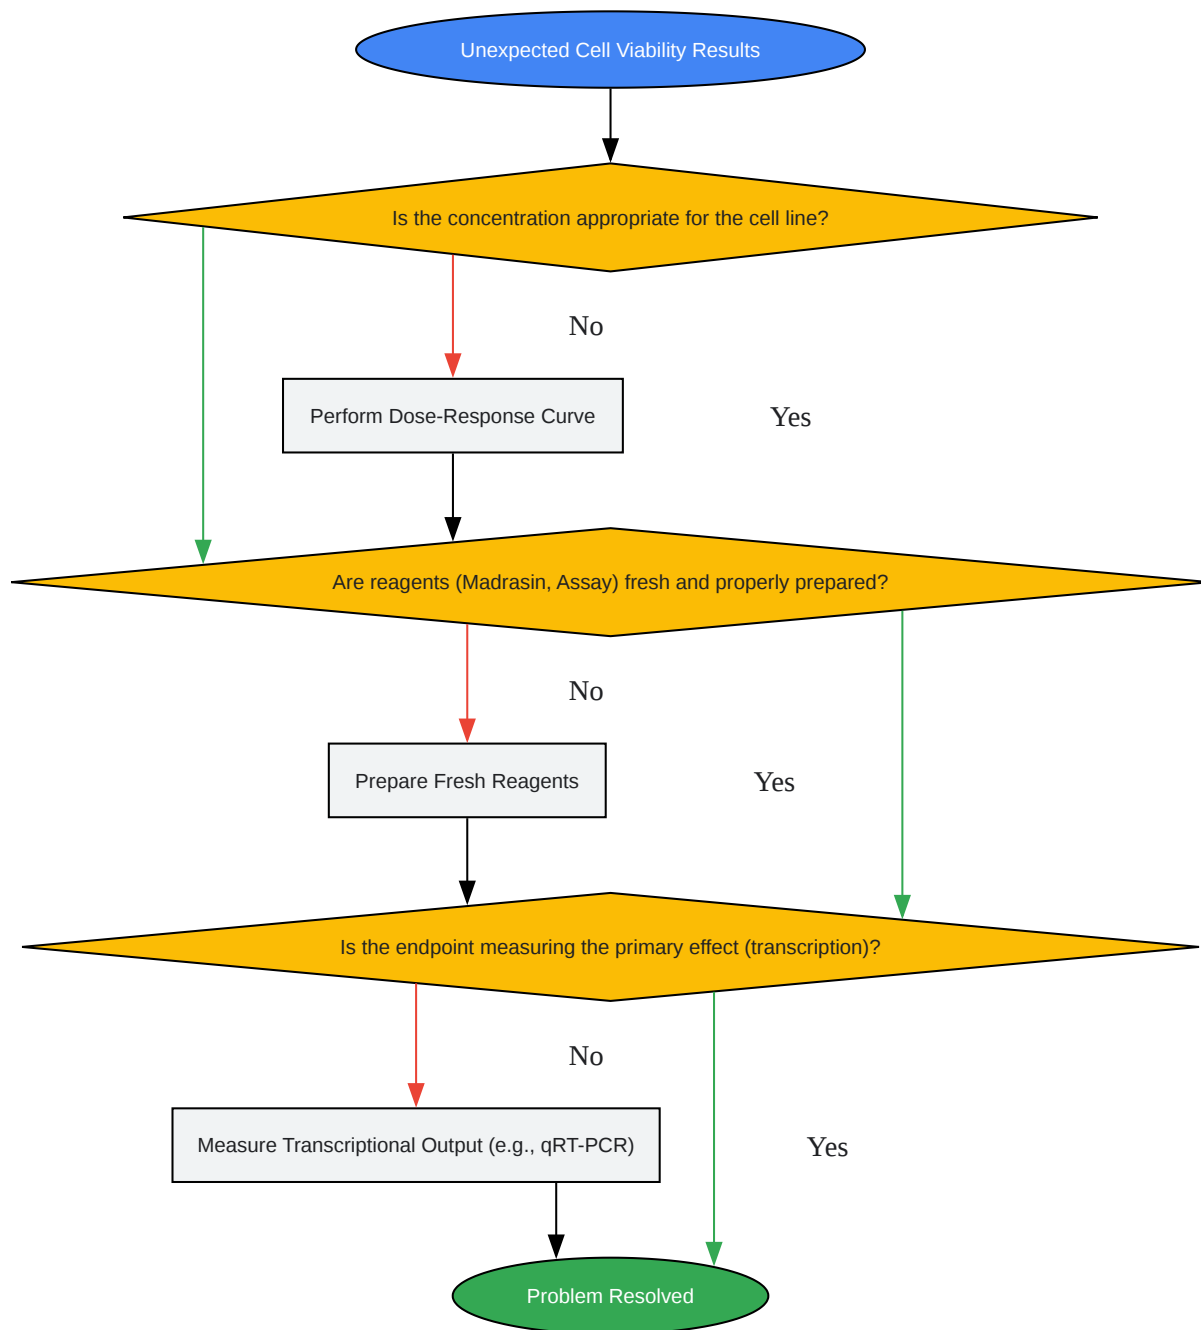 Unexpected Cell Viability Results
Is the concentration appropriate for the cell line?
No
Perform Dose-Response Curve
Yes
Are reagents (Madrasin, Assay) fresh and properly prepared?
No
Prepare Fresh Reagents
Yes
Is the endpoint measuring the primary effect (transcription)?
No
Measure Transcriptional Output (e.g., qRT-PCR)
Yes
Problem Resolved